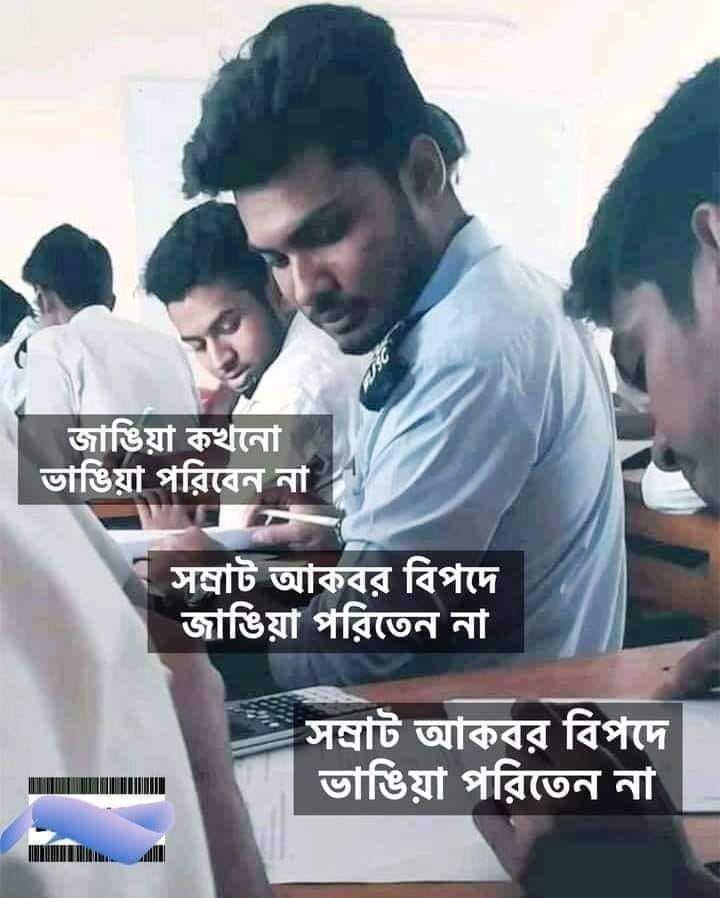 জাঙিয়া কখনো
ভাঙিয়া পরিবেন না
সম্রাট আকবর বিপদে
জাঙিয়া পরিতেন না
সম্রাট আকবর বিপদে
ভাঙিয়া পরিতেন না